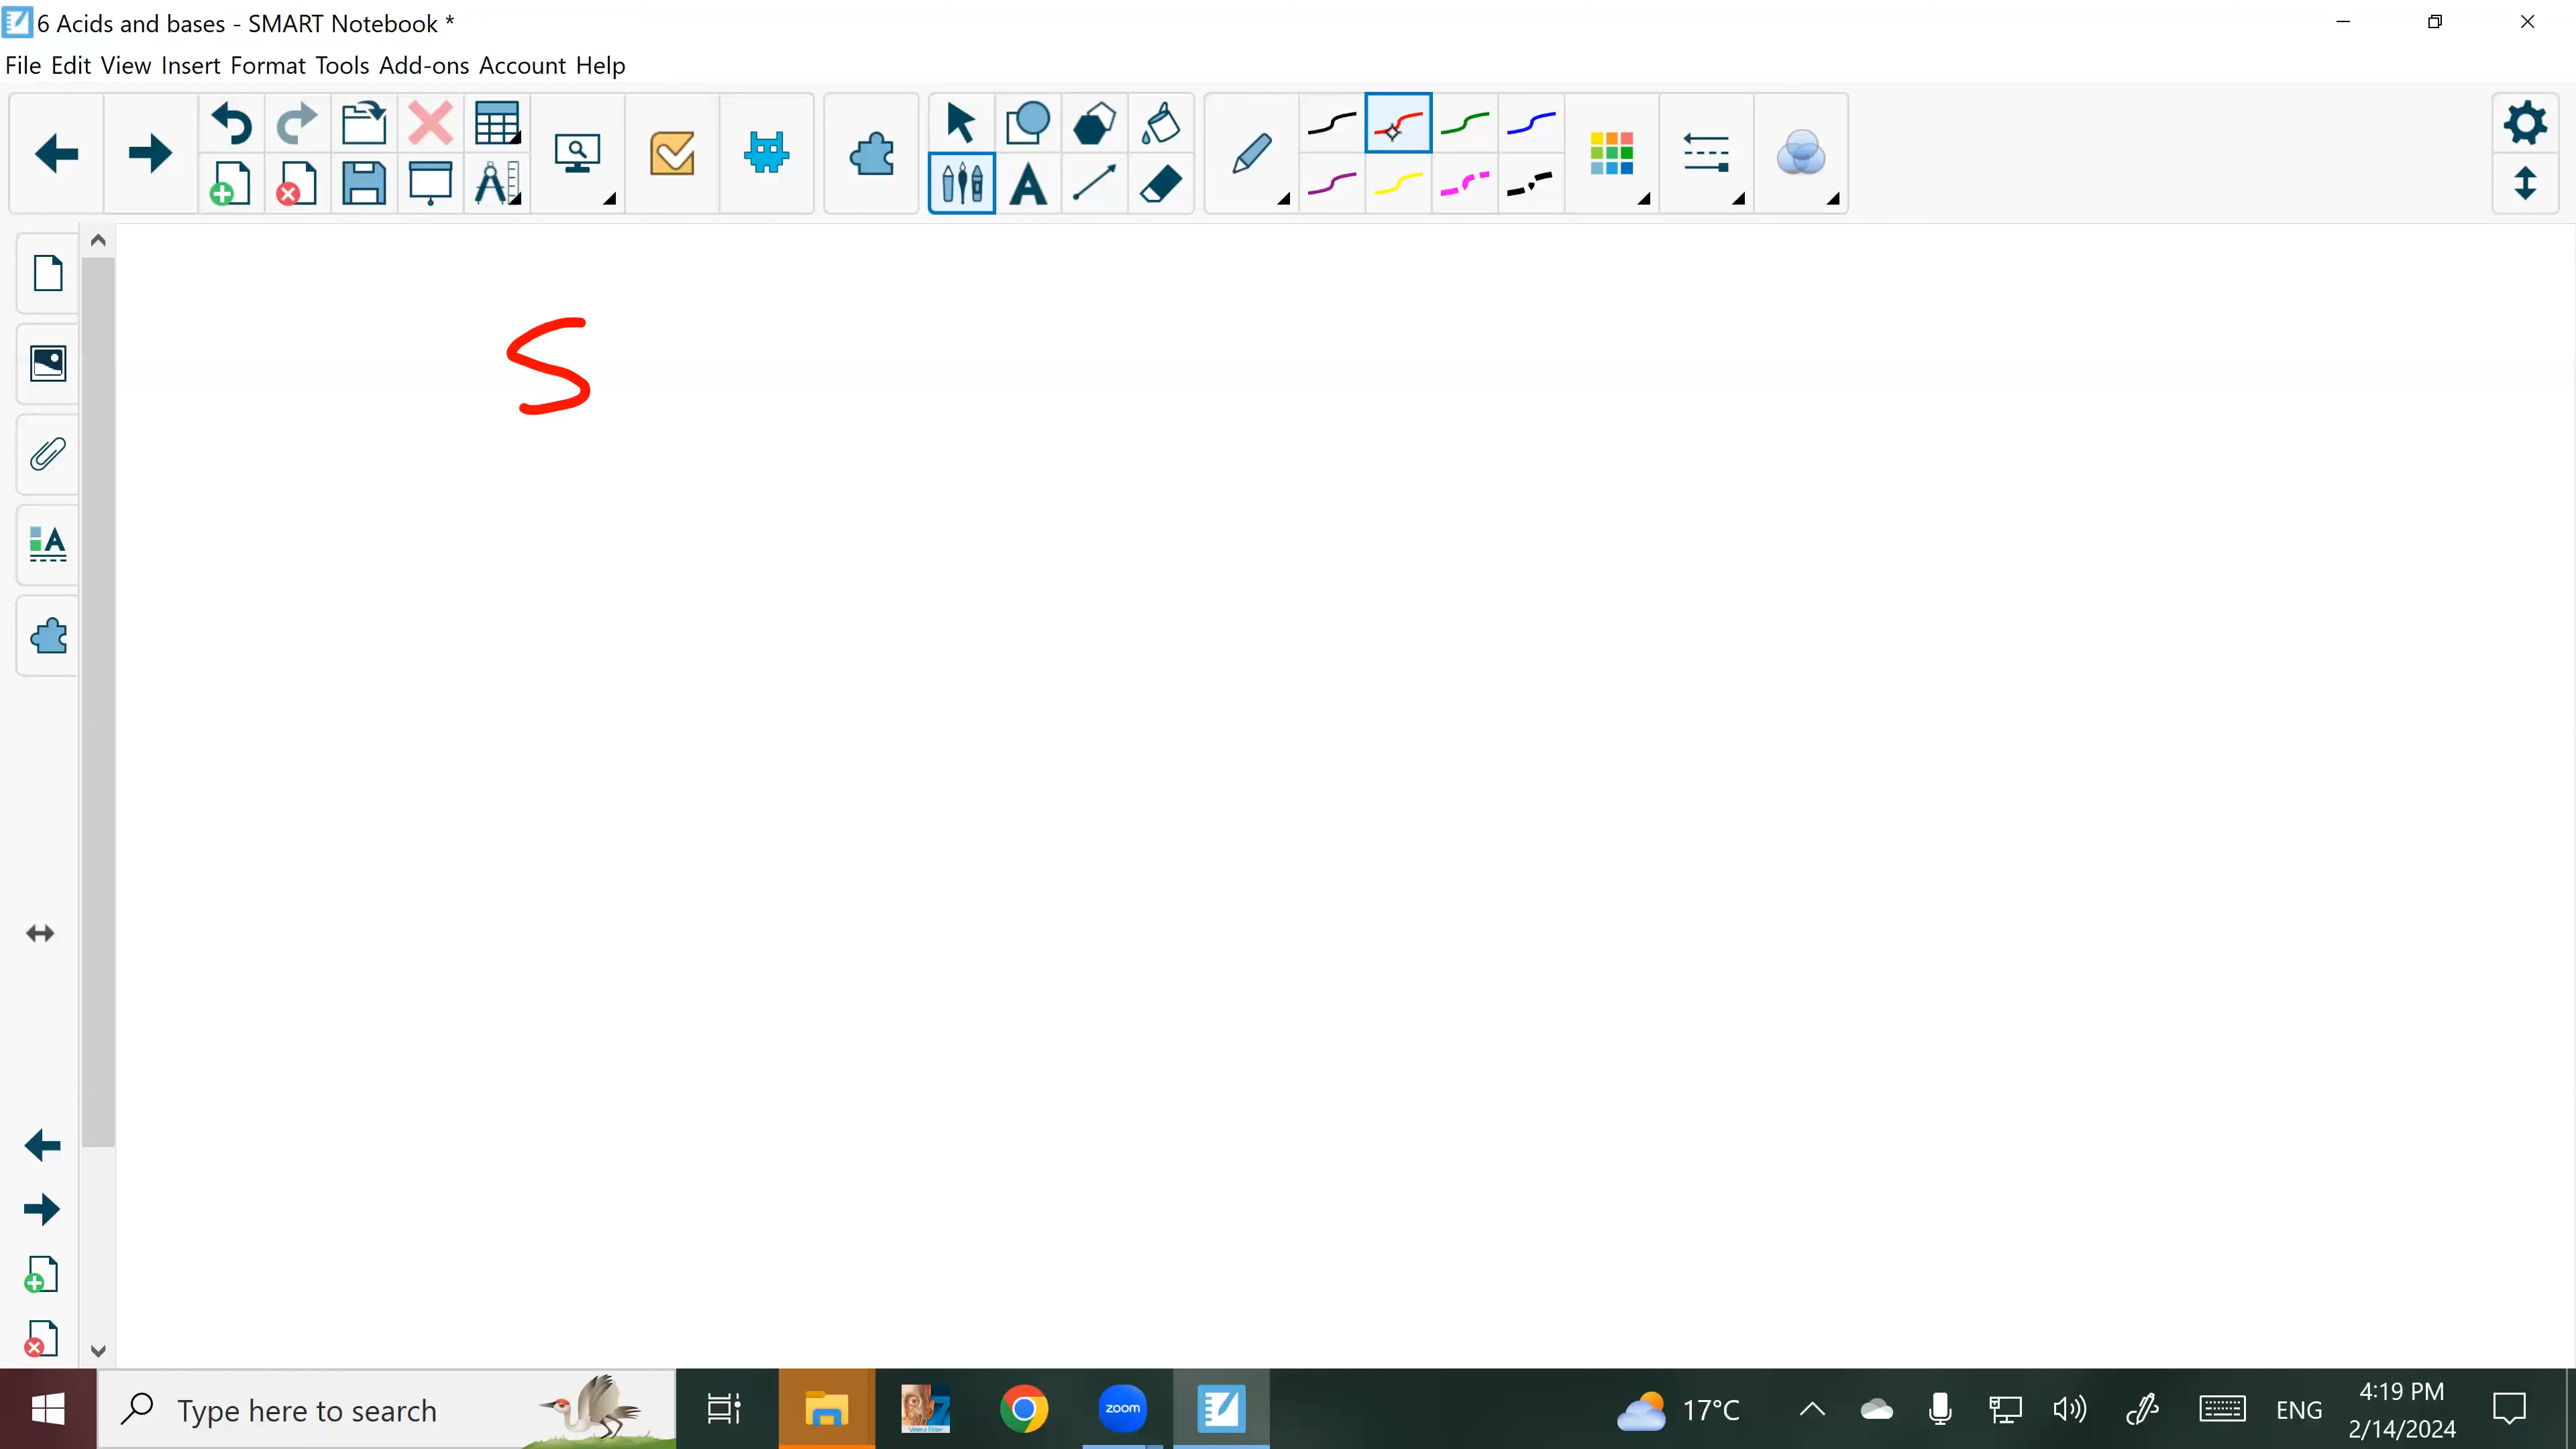 6 Acids and bases - SMART Notebook *
File Edit View Insert Format Tools Add-ons Account Help
S
Type here to search
zoom
17°C
ENG
4:19 PM
2/14/2024